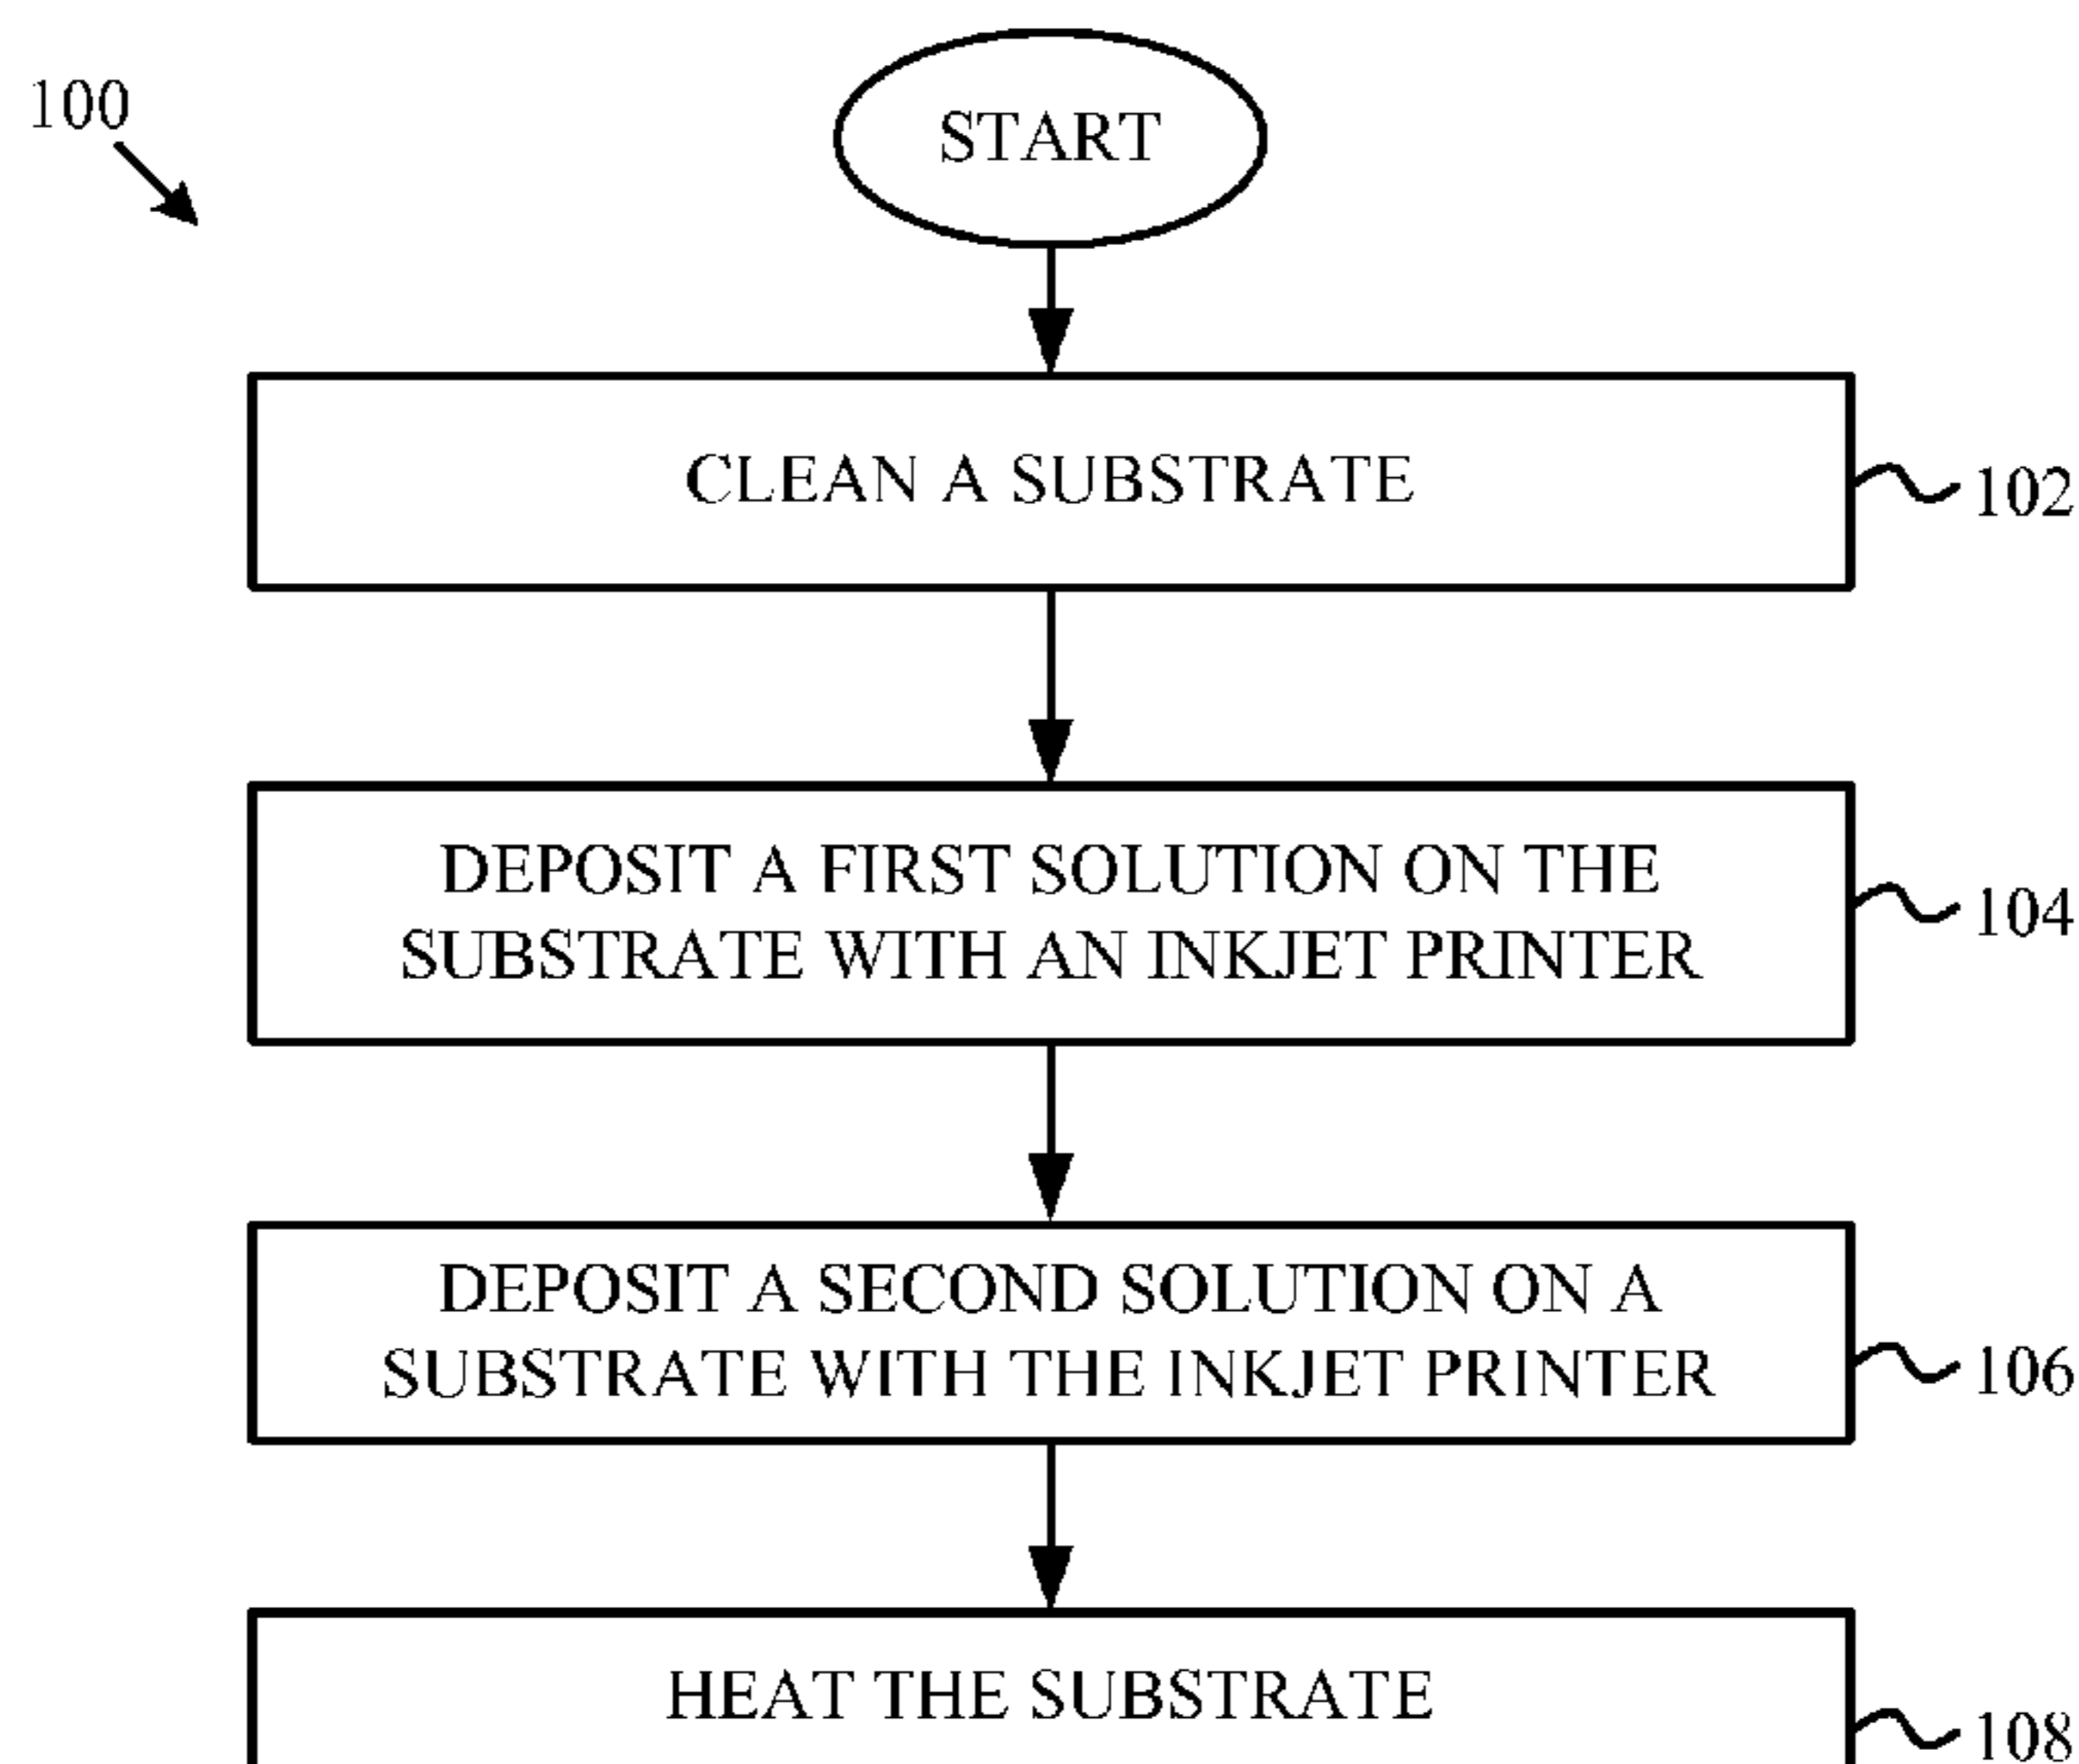 100
START
CLEAN A SUBSTRATE
102
DEPOSIT A FIRST SOLUTION ON THE
SUBSTRATE WITH AN INKJET PRINTER
104
DEPOSIT A SECOND SOLUTION ON A
SUBSTRATE WITH THE INKJET PRINTER
106
HEAT THE SUBSTRATE
108